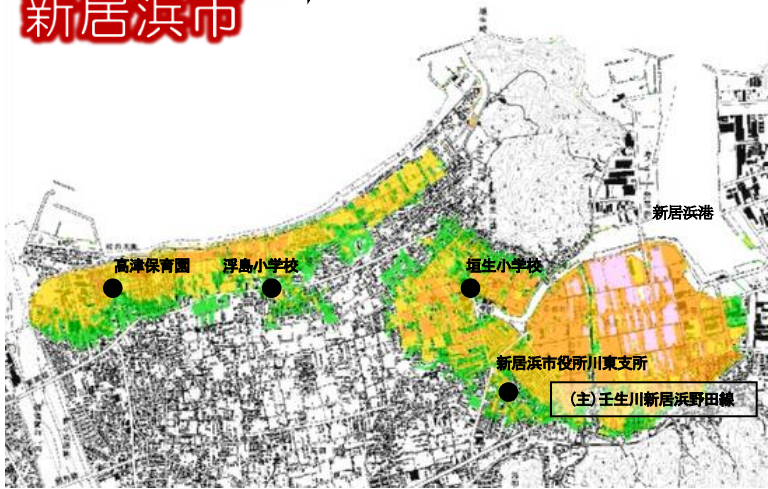 新居浜市
新居浜港
高津保育園
浮島小学校
垣生小学校
新居浜市役所川東支所
(主)壬生川新居浜野田線